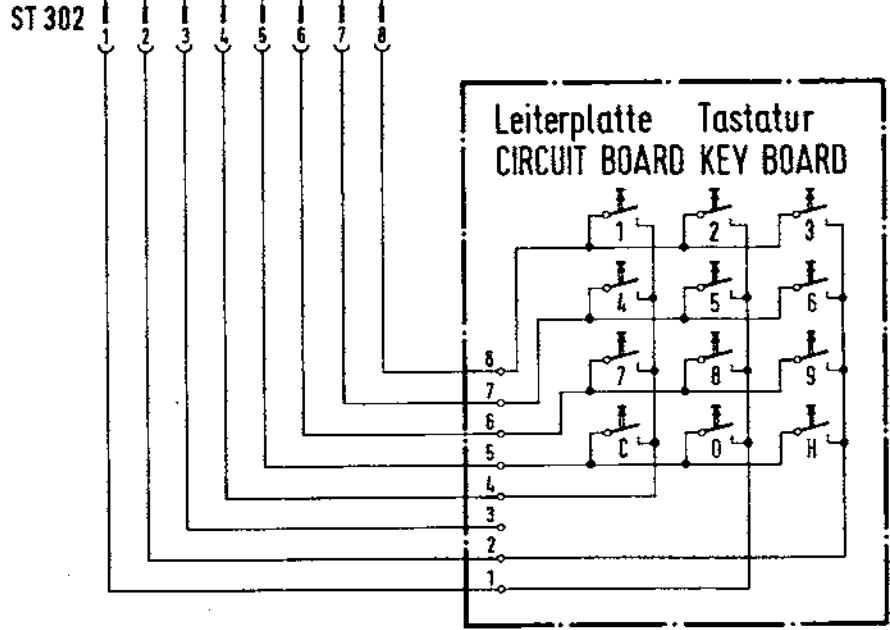 ST 302
1 2 3 4 5 6 7 8
Leiterplatte Tastatur
CIRCUIT BOARD KEY BOARD
1 2 3
4 5 6
8
7 8 9
7
6
C 0 H
5
4
3
2
1